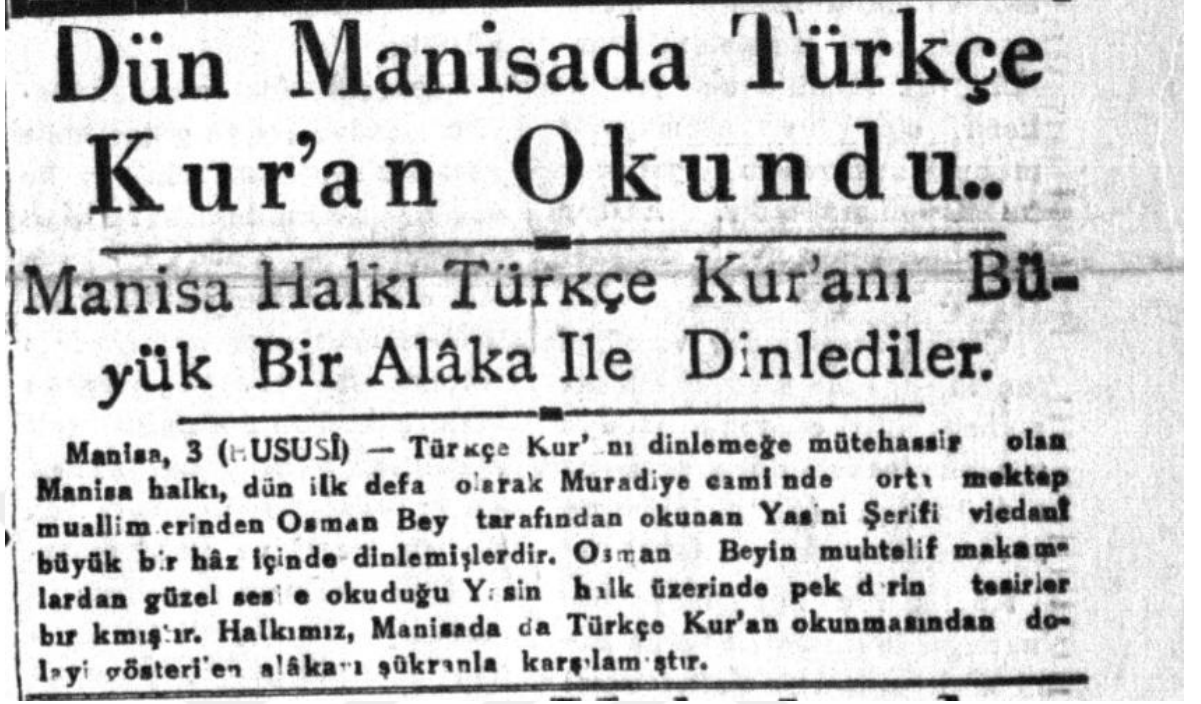 Dün Manisada Türkçe
Kur'an Okundu..
Manisa Halkı Türkçe Kur'anı Bü-
yük Bir Alâka Ile Dinlediler.
Manisa, 3 (HUSUSÎ) — Türkçe Kur'anı dinlemeğe mütehassir olan
Manisa halkı, dün ilk defa olarak Muradiye camiinde orta mektep
muallimlerinden Osman Bey tarafından okunan Yasini Şerifi vicdanî
büyük bir hâz içinde dinlemişlerdir. Osman Beyin muhtelif makam-
lardan güzel sesile okuduğu Yasin halk üzerinde pek derin tesirler
bırakmıştır. Halkımız, Manisada da Türkçe Kur'an okunmasından do-
layi gösterilen alâkayı şükranla karşılamıştır.